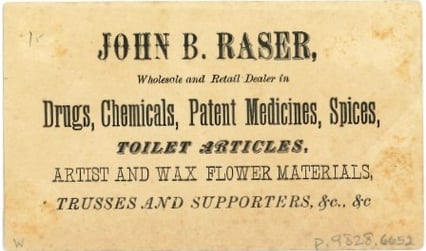 JOHN B. RASER,
Wholesale and Retail Dealer in
Drugs, Chemicals, Patent Medicines, Spices,
TOILET ARTICLES,
ARTIST AND WAX FLOWER MATERIALS,
TRUSSES AND SUPPORTERS, &c., &c
W
p.9828.6652